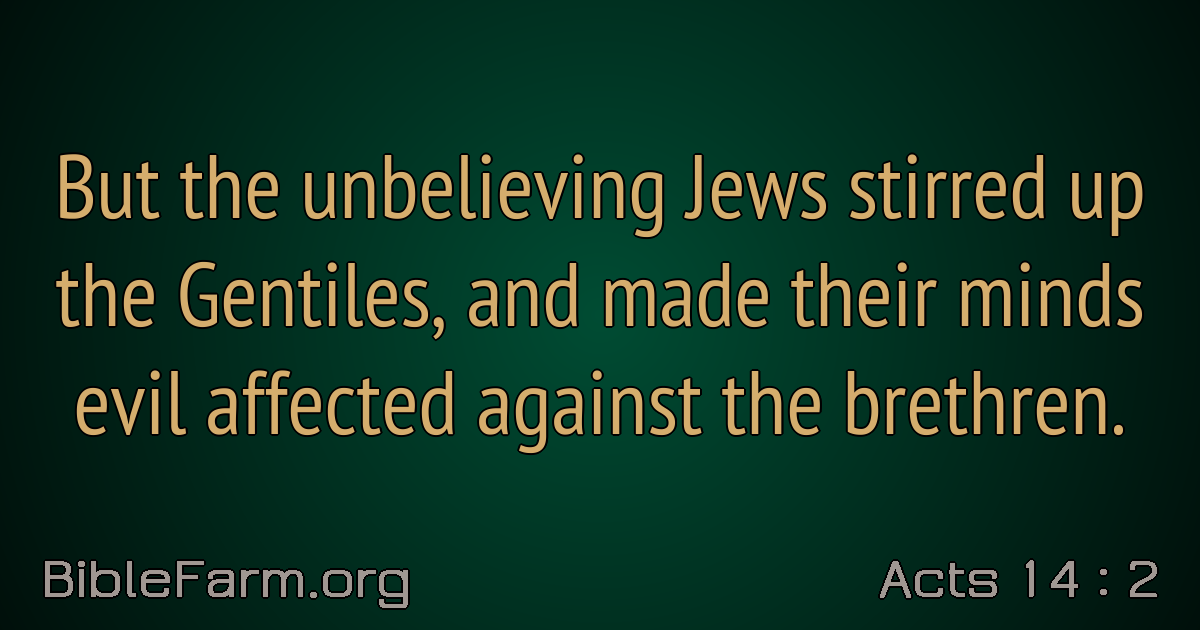 But the unbelieving Jews stirred up
the Gentiles, and made their minds
evil affected against the brethren.
BibleFarm.org
Acts 14 : 2